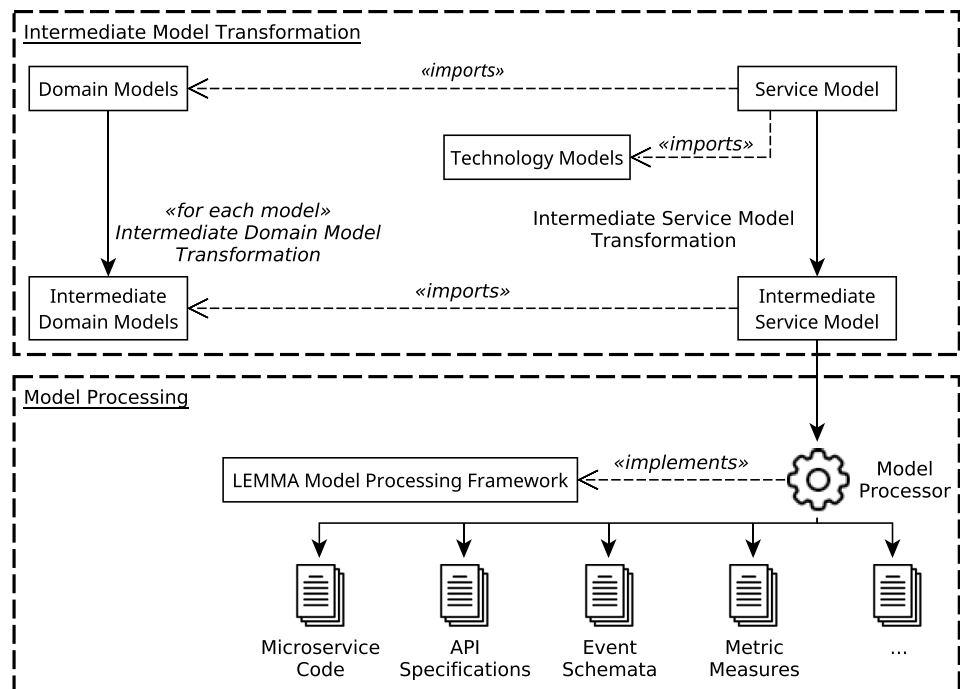 Intermediate Model Transformation
«imports»
Domain Models
Service Model
«imports»
Technology Models
«for each model»
Intermediate Domain Model
Transformation
Intermediate Service Model
Transformation
«imports»
Intermediate
Domain Models
Intermediate
Service Model
Model Processing
LEMMA Model Processing Framework
«implements»
Model
Processor
Microservice
Code
API
Specifications
Event
Schemata
Metric
Measures
...